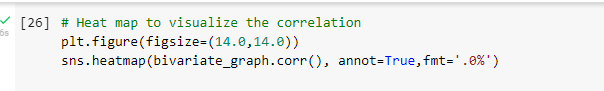 [26] # Heat map to visualize the correlation
plt.figure(figsize=(14.0,14.0))
sns.heatmap(bivariate_graph.corr(), annot=True,fmt='.0%')
6s